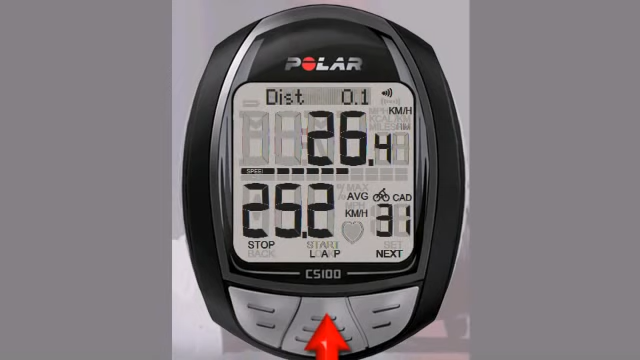 POLAR
Dist 0.1
KM/H
26.4
SPEED
25.2 AVG KM/H CAD 31
STOP START SET
BACK LAP NEXT
CS100